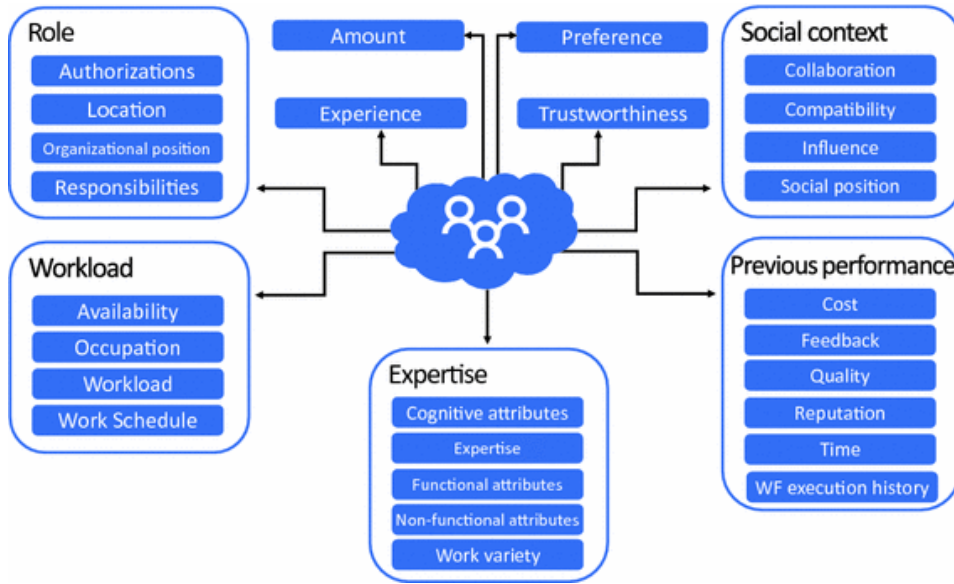 Role
Authorizations
Location
Organizational position
Responsibilities
Amount
Preference
Experience
Trustworthiness
Social context
Collaboration
Compatibility
Influence
Social position
Workload
Availability
Occupation
Workload
Work Schedule
Expertise
Cognitive attributes
Expertise
Functional attributes
Non-functional attributes
Work variety
Previous performance
Cost
Feedback
Quality
Reputation
Time
WF execution history